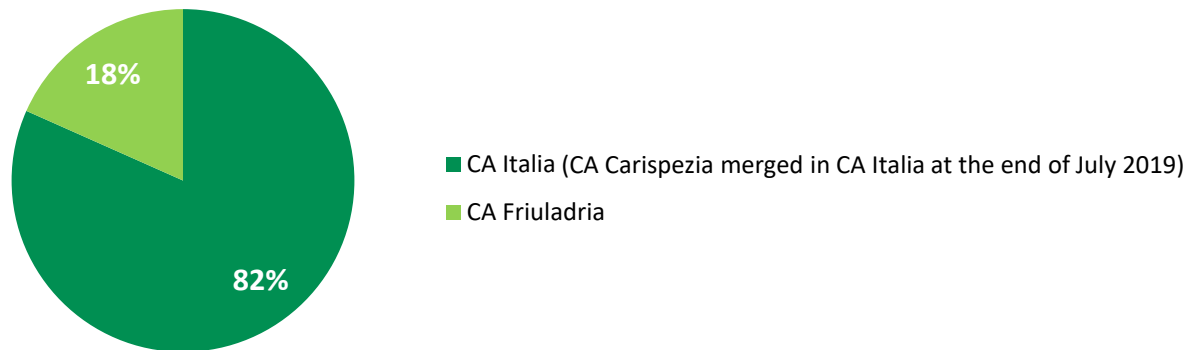 18%
82%
CA Italia (CA Carispezia merged in CA Italia at the end of July 2019)
CA Friuladria